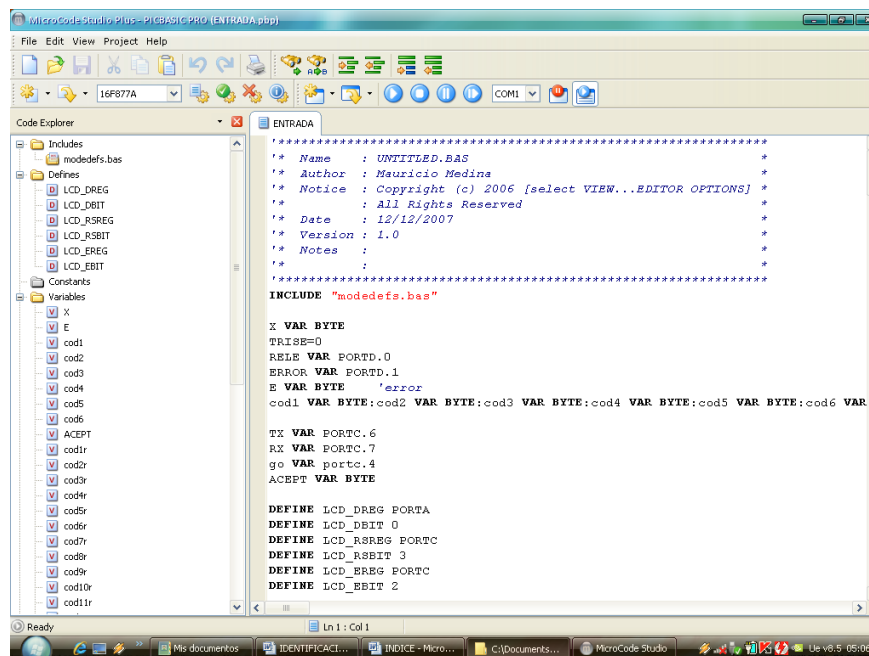 MicroCode Studio Plus - PICBASIC PRO (ENTRADA.pbp)
File Edit View Project Help
16F877A
COM1
Code Explorer
ENTRADA
Includes
modedefs.bas
Defines
LCD_DREG
LCD_DBIT
LCD_RSREG
LCD_RSBIT
LCD_EREG
LCD_EBIT
Constants
Variables
X
E
cod1
cod2
cod3
cod4
cod5
cod6
ACEPT
cod1r
cod2r
cod3r
cod4r
cod5r
cod6r
cod7r
cod8r
cod9r
cod10r
cod11r
'****************************************************************
'*  Name    : UNTITLED.BAS                                      *
'*  Author  : Mauricio Medina                                   *
'*  Notice  : Copyright (c) 2006 [select VIEW...EDITOR OPTIONS] *
'*          : All Rights Reserved                               *
'*  Date    : 12/12/2007                                        *
'*  Version : 1.0                                               *
'*  Notes   :                                                   *
'*          :                                                   *
'****************************************************************
INCLUDE "modedefs.bas"
X VAR BYTE
TRISE=0
RELE VAR PORTD.0
ERROR VAR PORTD.1
E VAR BYTE    'error
cod1 VAR BYTE:cod2 VAR BYTE:cod3 VAR BYTE:cod4 VAR BYTE:cod5 VAR BYTE:cod6 VAR
TX VAR PORTC.6
RX VAR PORTC.7
go VAR portc.4
ACEPT VAR BYTE
DEFINE LCD_DREG PORTA
DEFINE LCD_DBIT 0
DEFINE LCD_RSREG PORTC
DEFINE LCD_RSBIT 3
DEFINE LCD_EREG PORTC
DEFINE LCD_EBIT 2
Ready
Ln 1 : Col 1
Mis documentos
IDENTIFICACI...
INDICE - Micro...
C:\Documents...
MicroCode Studio
Ue v8.5 05:06